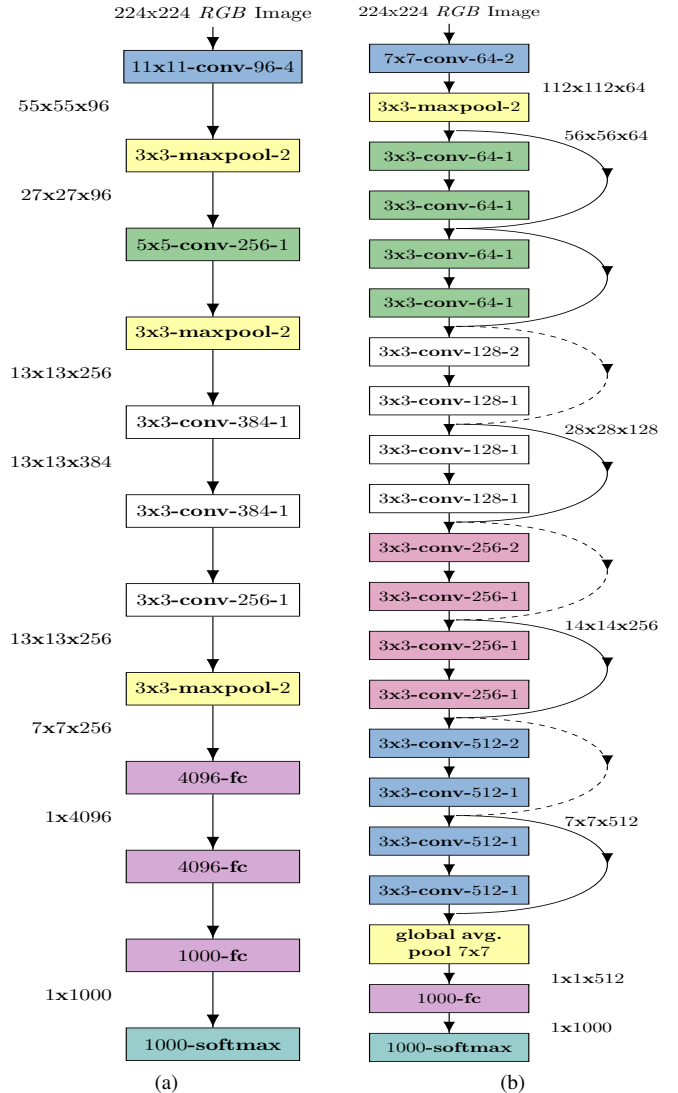 224x224 RGB Image
11x11-conv-96-4
55x55x96
3x3-maxpool-2
27x27x96
5x5-conv-256-1
3x3-maxpool-2
13x13x256
3x3-conv-384-1
13x13x384
3x3-conv-384-1
3x3-conv-256-1
13x13x256
3x3-maxpool-2
7x7x256
4096-fc
1x4096
4096-fc
1000-fc
1x1000
1000-softmax
(a)
224x224 RGB Image
7x7-conv-64-2
112x112x64
3x3-maxpool-2
56x56x64
3x3-conv-64-1
3x3-conv-64-1
3x3-conv-64-1
3x3-conv-64-1
3x3-conv-128-2
3x3-conv-128-1
28x28x128
3x3-conv-128-1
3x3-conv-128-1
3x3-conv-256-2
3x3-conv-256-1
14x14x256
3x3-conv-256-1
3x3-conv-256-1
3x3-conv-512-2
3x3-conv-512-1
7x7x512
3x3-conv-512-1
3x3-conv-512-1
global avg.
pool 7x7
1x1x512
1000-fc
1x1000
1000-softmax
(b)